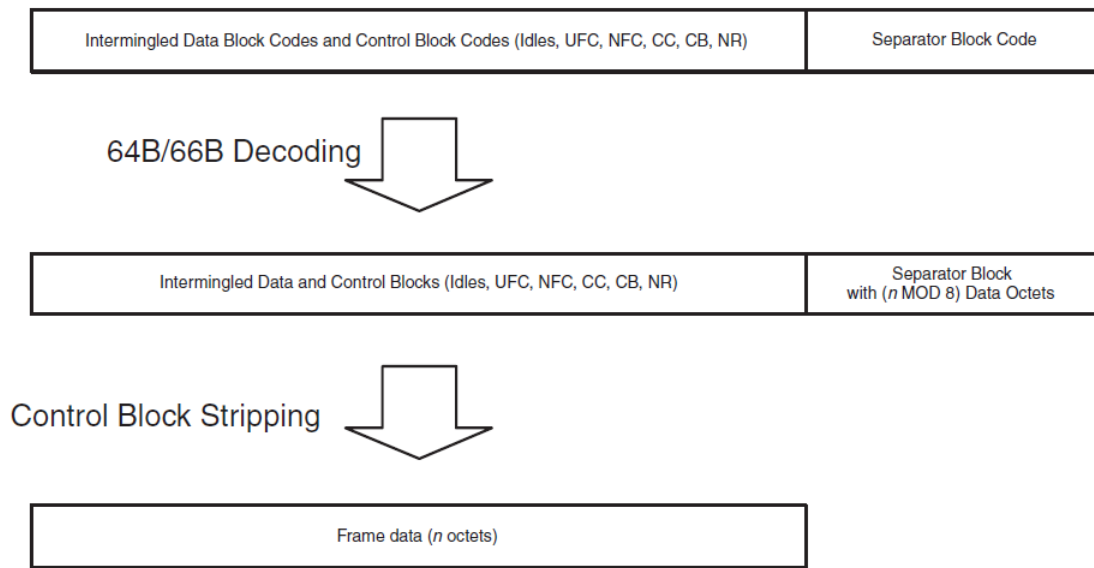 Intermingled Data Block Codes and Control Block Codes (Idles, UFC, NFC, CC, CB, NR)
Separator Block Code
64B/66B Decoding
Intermingled Data and Control Blocks (Idles, UFC, NFC, CC, CB, NR)
Separator Block
with (n MOD 8) Data Octets
Control Block Stripping
Frame data (n octets)